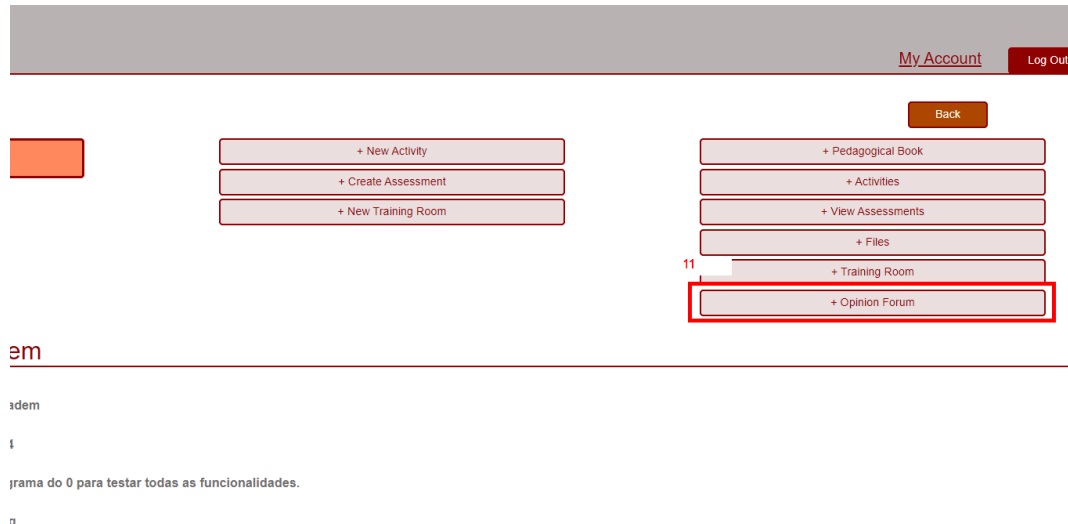 My Account
Log Out
Back
+ New Activity
+ Create Assessment
+ New Training Room
+ Pedagogical Book
+ Activities
+ View Assessments
+ Files
11
+ Training Room
+ Opinion Forum
em
adem
4
grama do 0 para testar todas as funcionalidades.